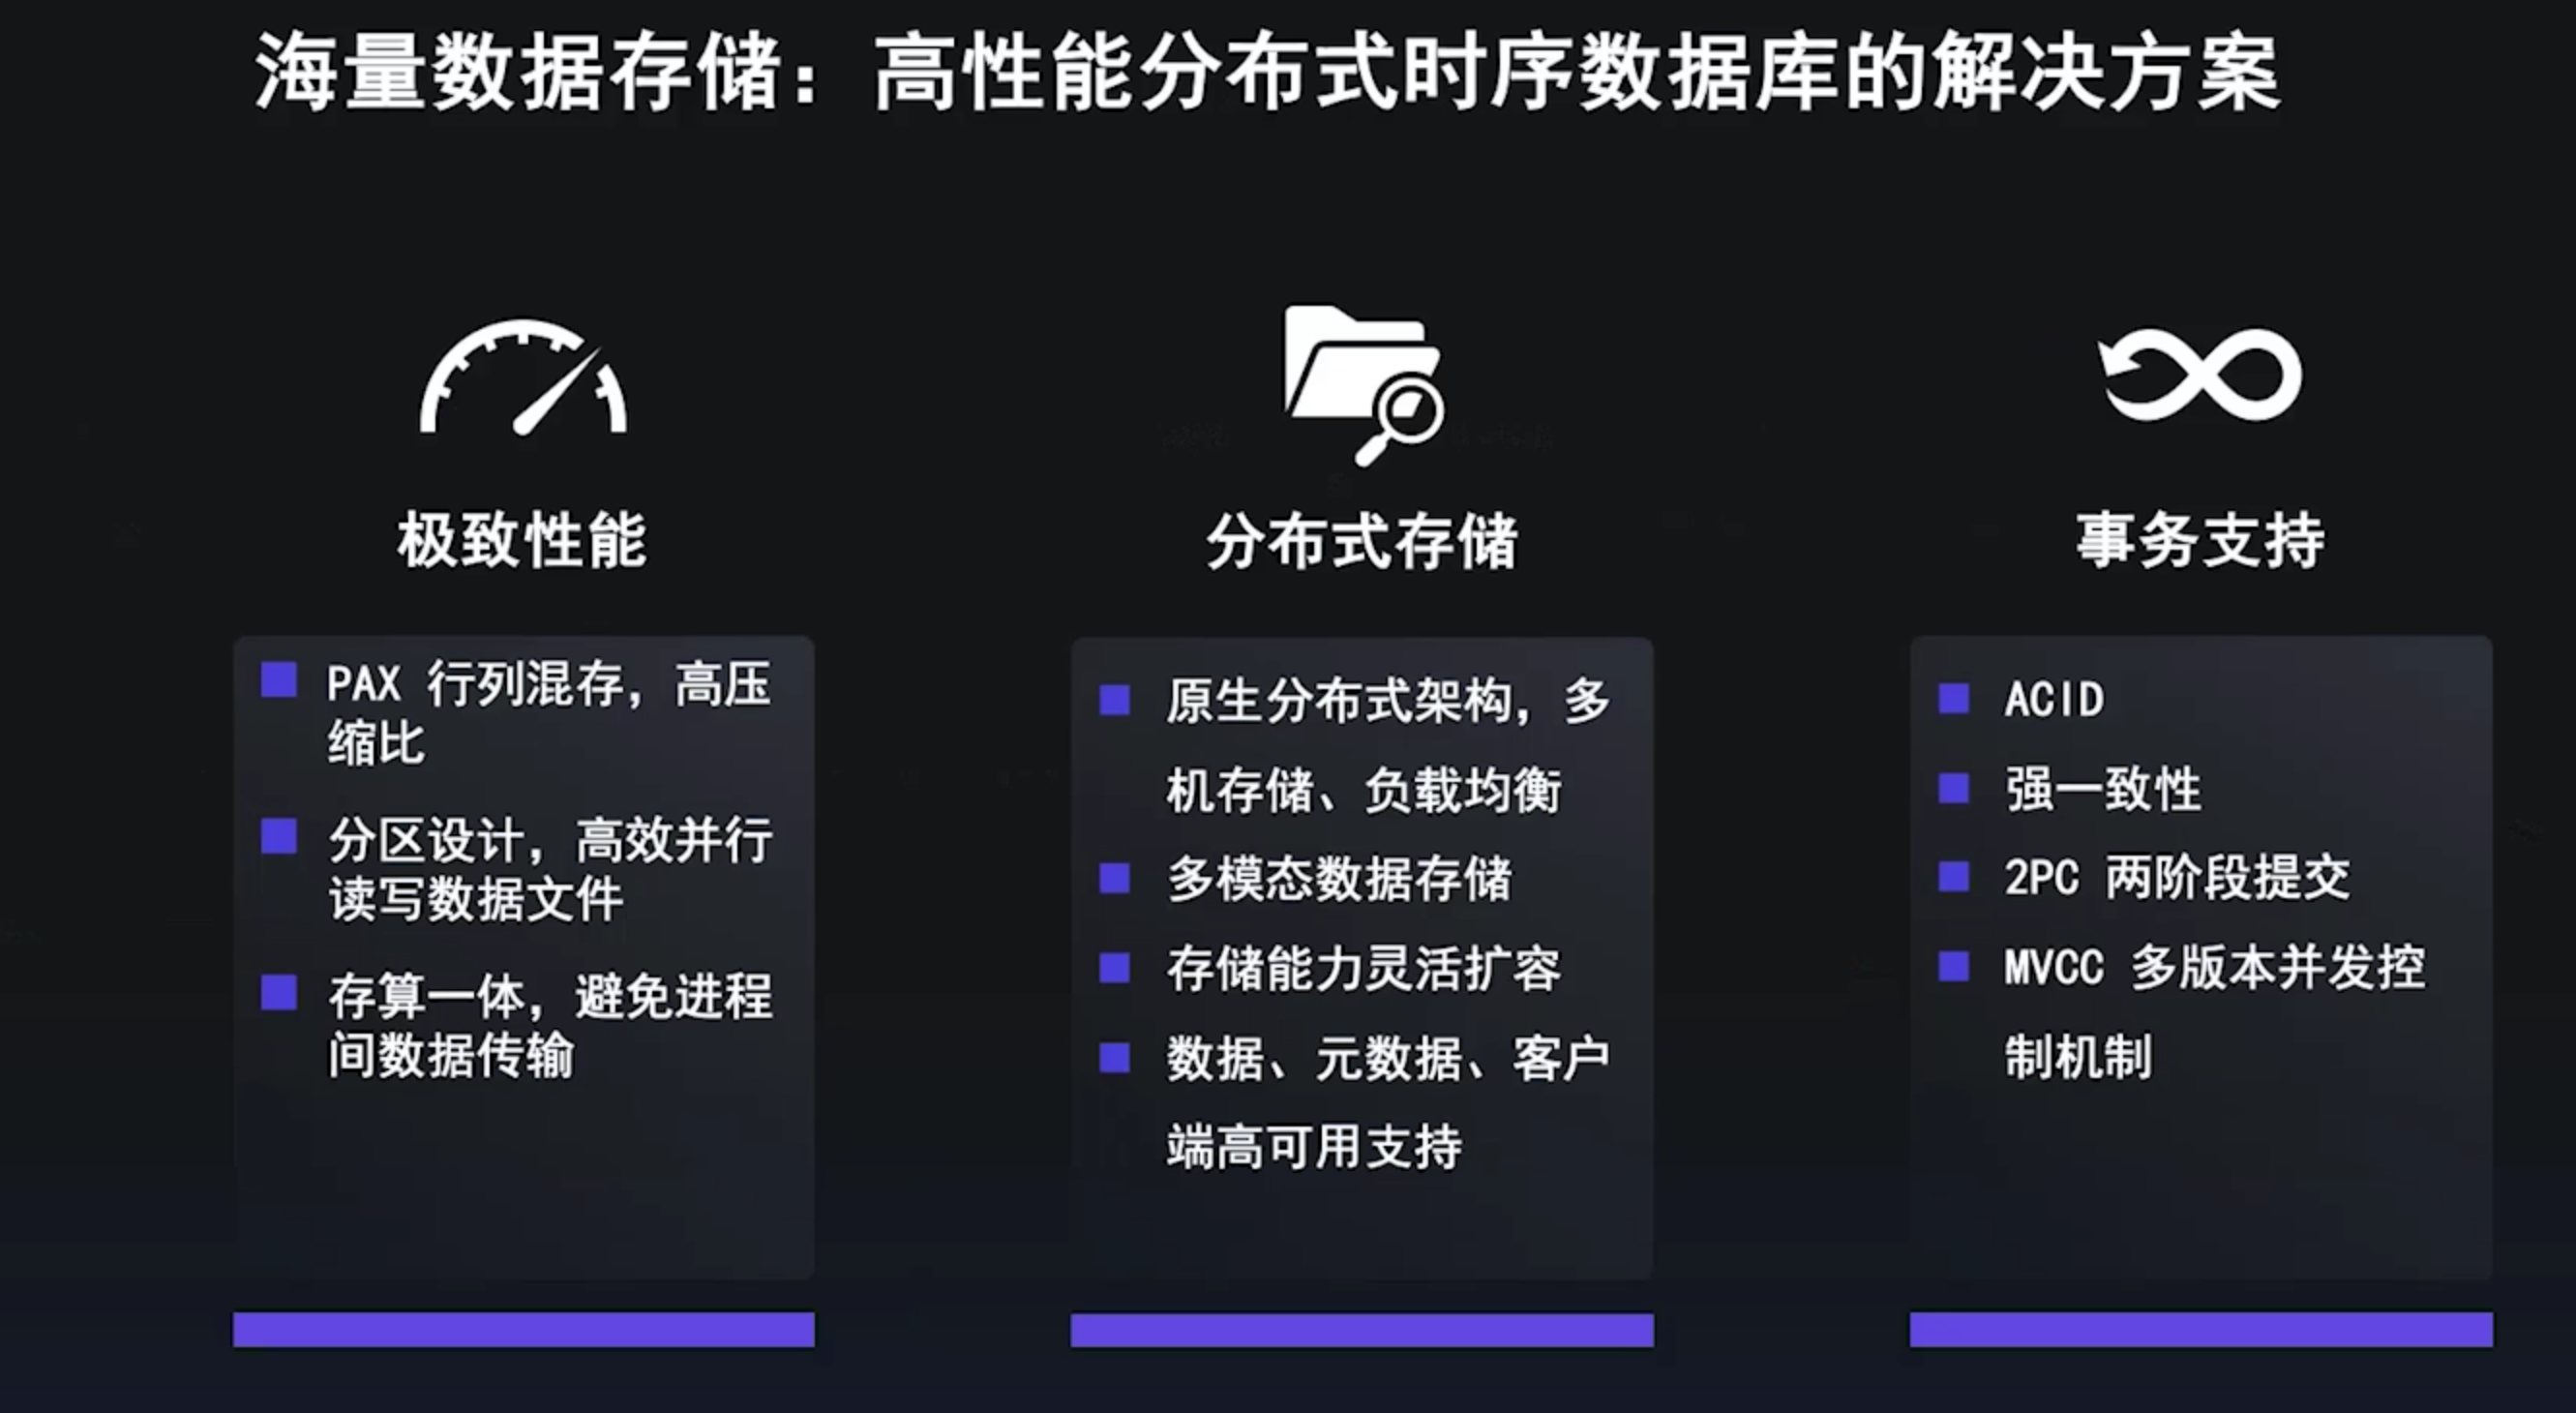 海量数据存储：高性能分布式时序数据库的解决方案
极致性能
PAX 行列混存，高压
缩比
分区设计，高效并行
读写数据文件
存算一体，避免进程
间数据传输
分布式存储
原生分布式架构，多
机存储、负载均衡
多模态数据存储
存储能力灵活扩容
数据、元数据、客户
端高可用支持
事务支持
ACID
强一致性
2PC 两阶段提交
MVCC 多版本并发控
制机制